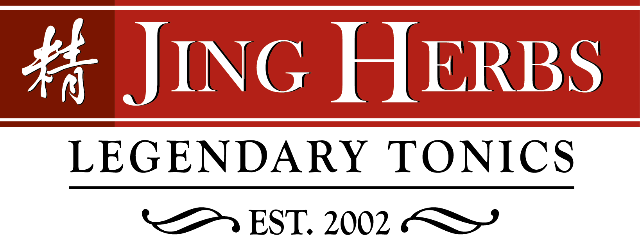 精 JING HERBS
LEGENDARY TONICS
EST. 2002